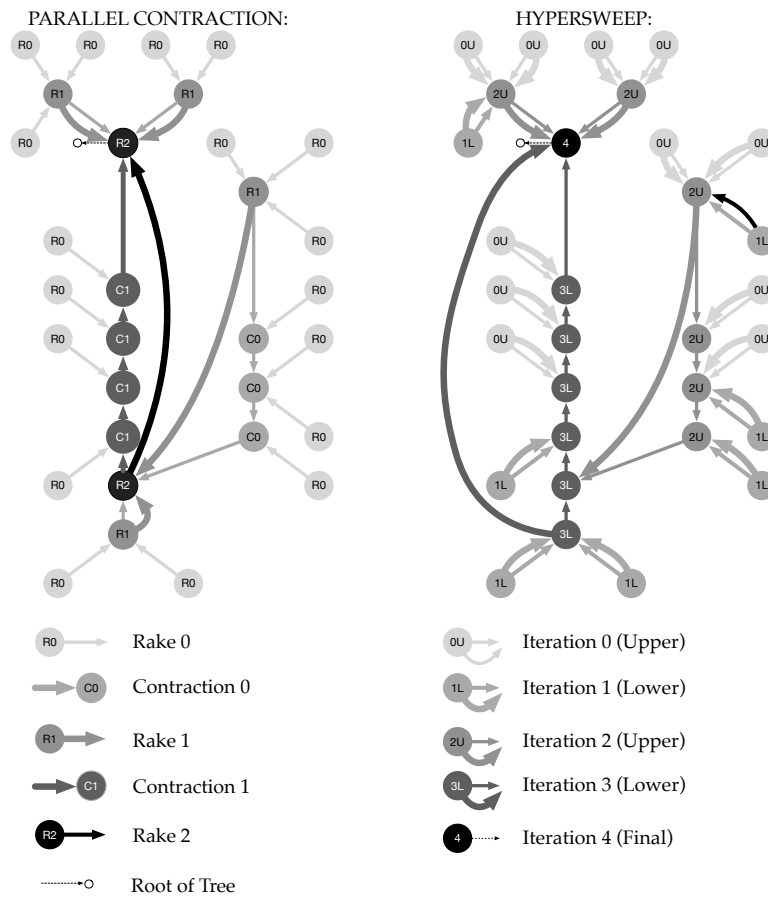 PARALLEL CONTRACTION:
R0 R0 R0 R0
R1 R1
R0 R2 R0 R0
R1
R0 R0
R0 C1 R0
R0 C1 C0 R0
C1 C0
C1 C0 R0
R0 R2 R0
R1
R0 R0
R0 Rake 0
C0 Contraction 0
R1 Rake 1
C1 Contraction 1
R2 Rake 2
Root of Tree
HYPERSWEEP:
0U 0U 0U 0U
2U 2U
1L 4 0U 0U
2U
0U 1L
0U 3L 0U
0U 3L 2U 0U
3L 2U
3L 2U 1L
1L 3L 1L
3L
1L 1L
0U Iteration 0 (Upper)
1L Iteration 1 (Lower)
2U Iteration 2 (Upper)
3L Iteration 3 (Lower)
4 Iteration 4 (Final)